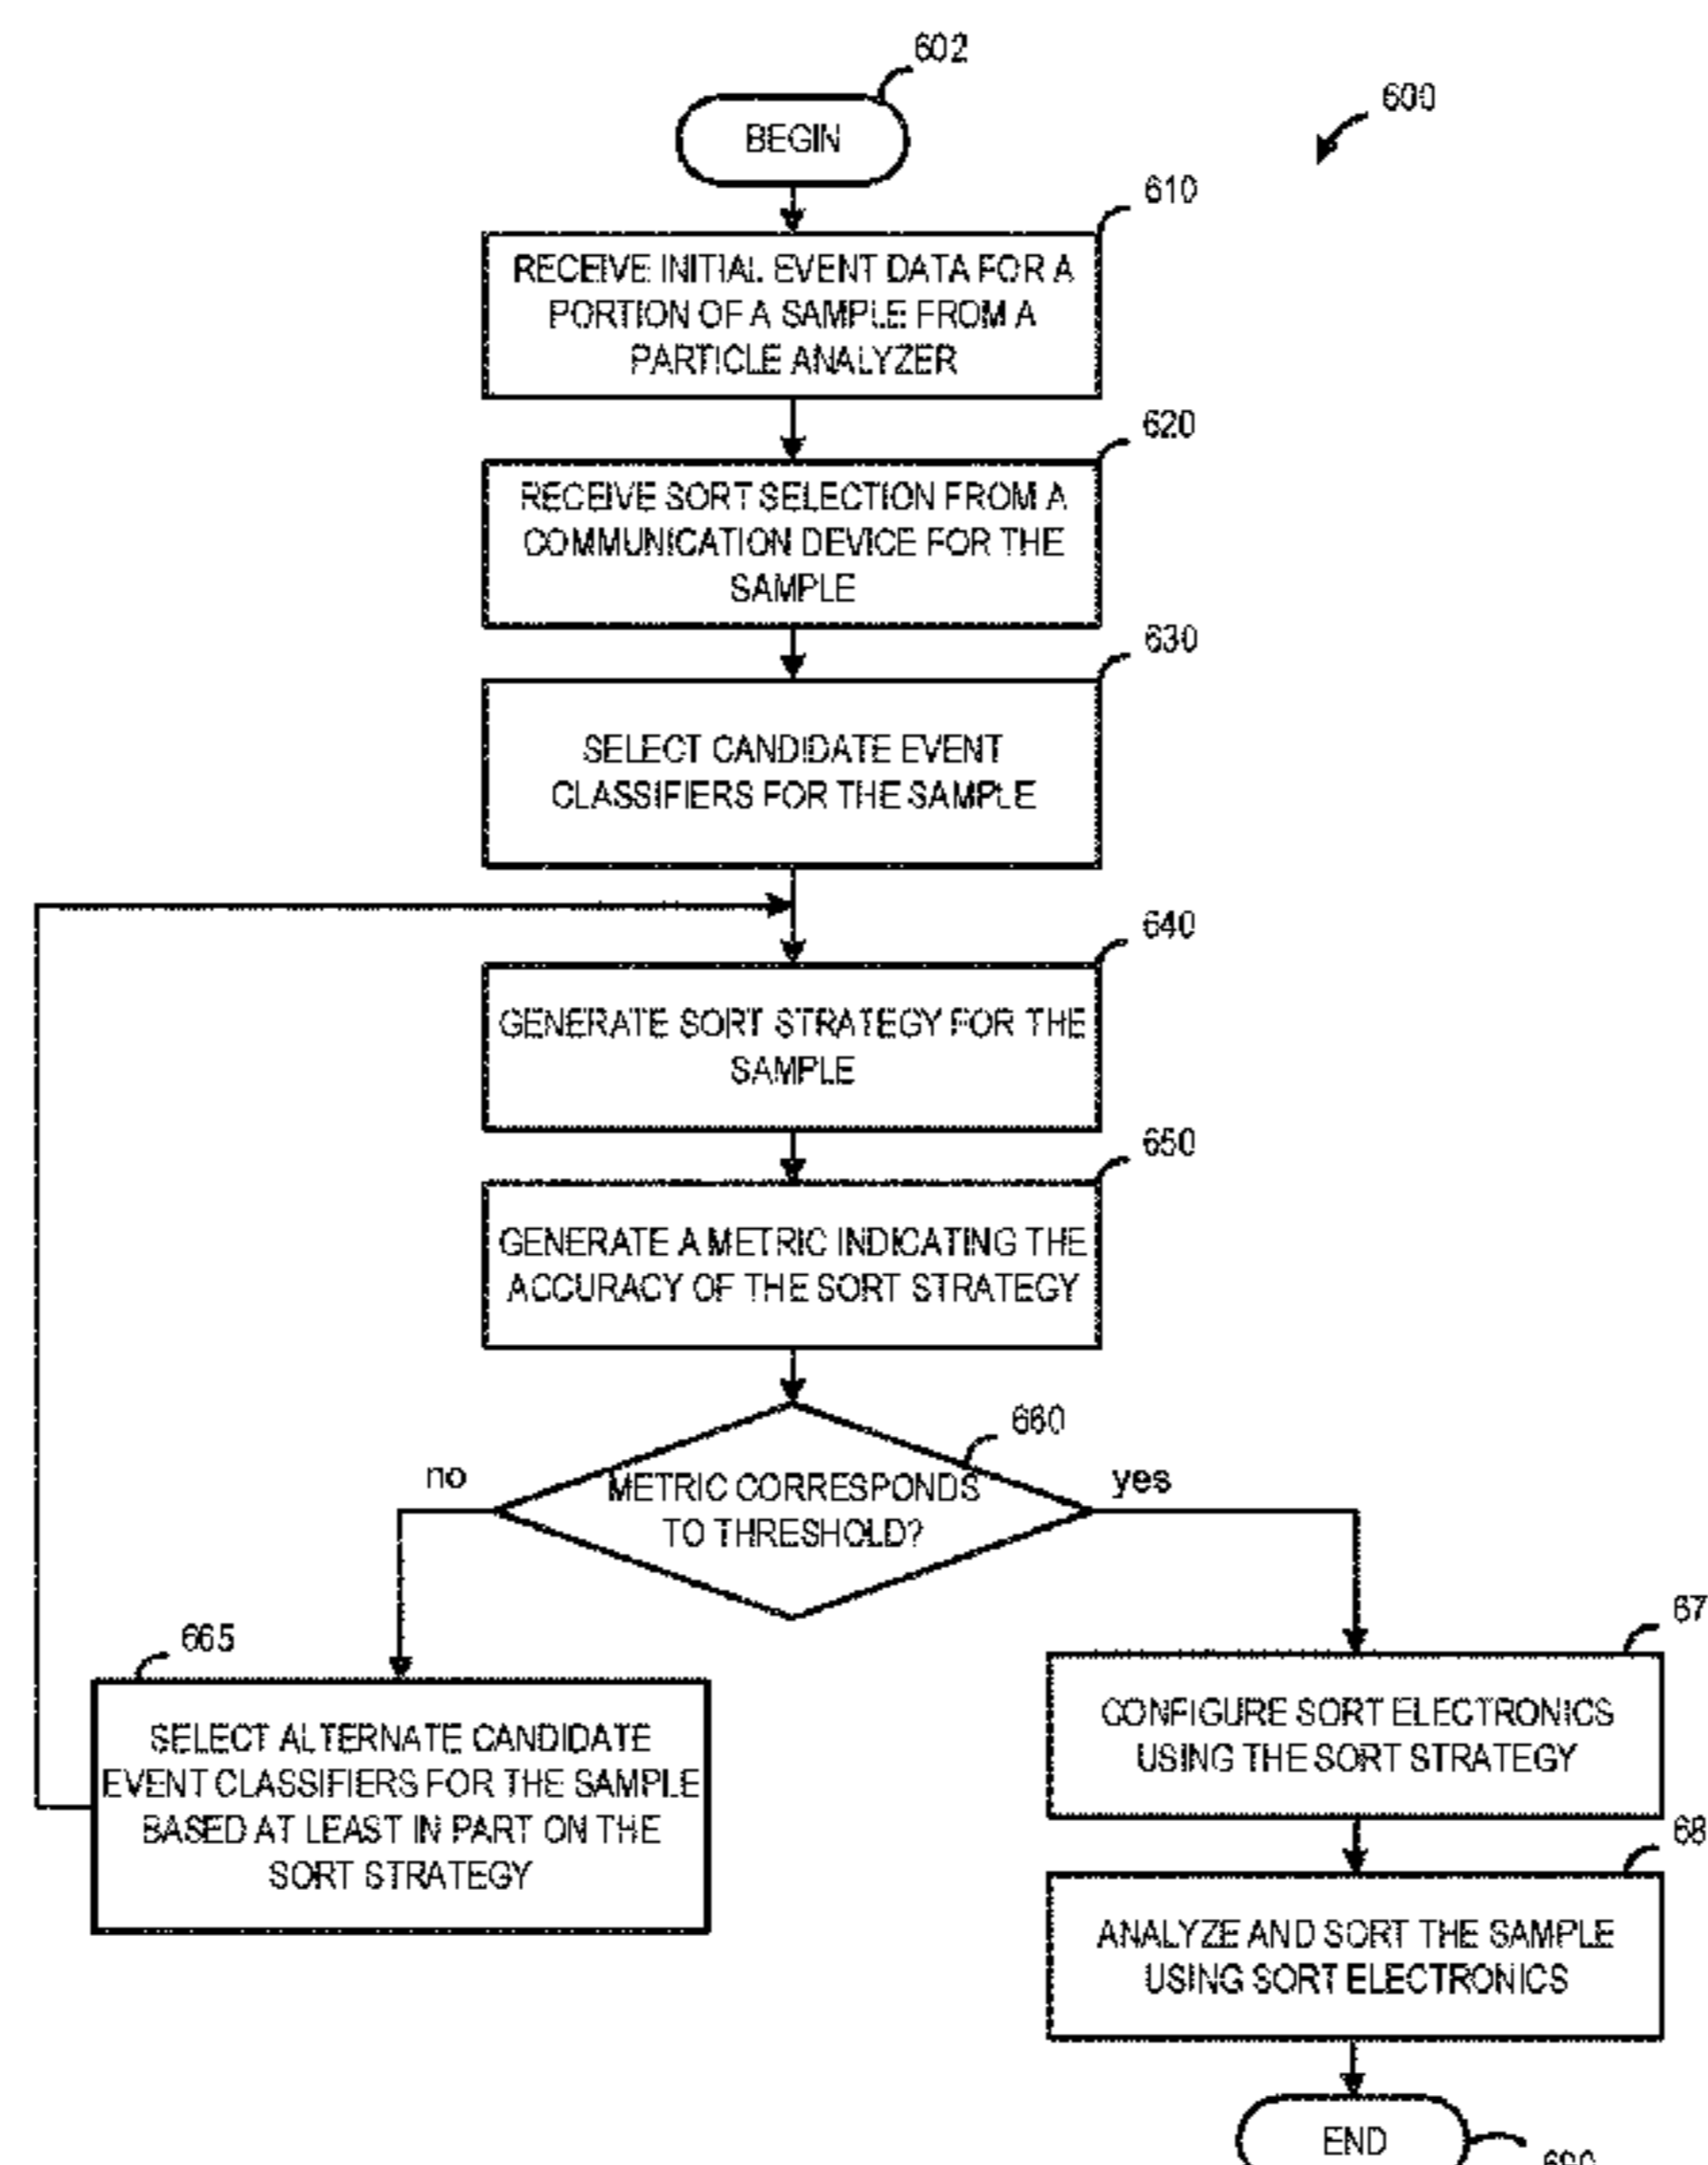 602
BEGIN
600
610
RECEIVE INITIAL EVENT DATA FOR A
PORTION OF A SAMPLE FROM A
PARTICLE ANALYZER
620
RECEIVE SORT SELECTION FROM A
COMMUNICATION DEVICE FOR THE
SAMPLE
630
SELECT CANDIDATE EVENT
CLASSIFIERS FOR THE SAMPLE
640
GENERATE SORT STRATEGY FOR THE
SAMPLE
650
GENERATE A METRIC INDICATING THE
ACCURACY OF THE SORT STRATEGY
660
no
METRIC CORRESPONDS
TO THRESHOLD?
yes
665
SELECT ALTERNATE CANDIDATE
EVENT CLASSIFIERS FOR THE SAMPLE
BASED AT LEAST IN PART ON THE
SORT STRATEGY
67
CONFIGURE SORT ELECTRONICS
USING THE SORT STRATEGY
68
ANALYZE AND SORT THE SAMPLE
USING SORT ELECTRONICS
END